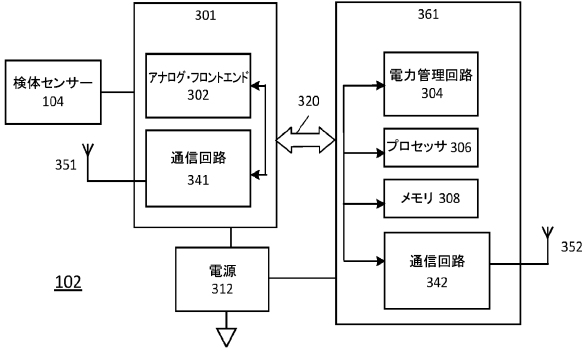 301
361
検体センサー
104
アナログ・フロントエンド
302
320
電力管理回路
304
プロセッサ 306
通信回路
341
351
メモリ 308
通信回路
342
352
電源
312
102